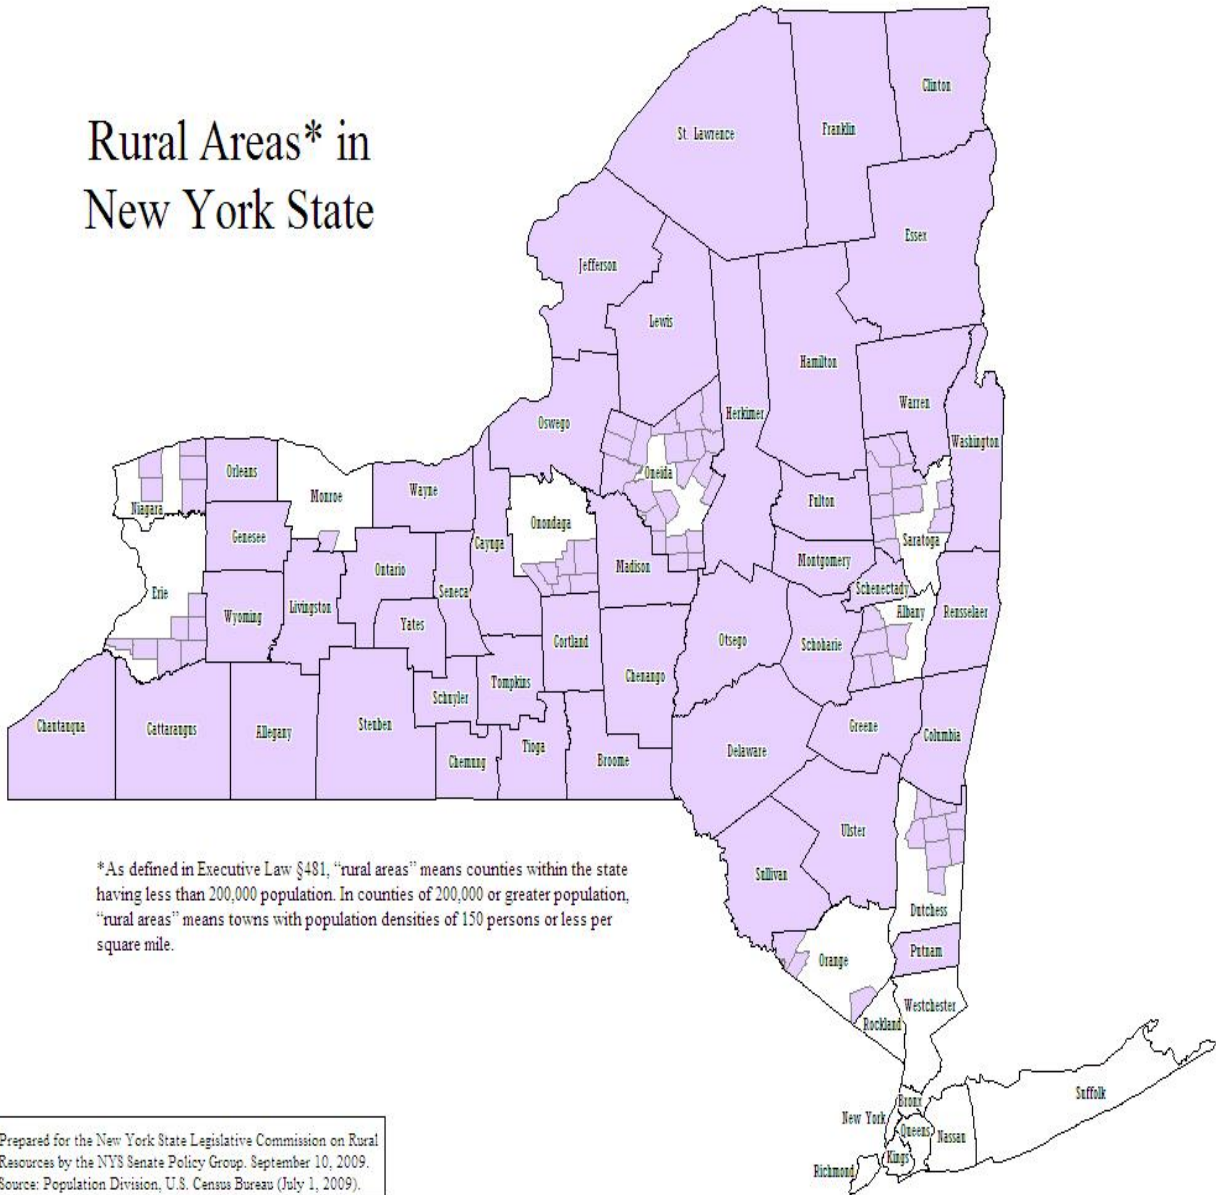 Rural Areas* in
New York State
Clinton
St. Lawrence
Franklin
Essex
Jefferson
Lewis
Hamilton
Warren
Herkimer
Oswego
Washington
Oneida
Orleans
Monroe
Wayne
Niagara
Fulton
Onondaga
Genesee
Cayuga
Saratoga
Montgomery
Madison
Ontario
Schenectady
Seneca
Erie
Livingston
Albany
Rensselaer
Wyoming
Yates
Cortland
Otsego
Schoharie
Chenango
Tompkins
Schuyler
Chautauqua
Cattaraugus
Allegany
Steuben
Greene
Columbia
Tioga
Delaware
Chemung
Broome
Ulster
Sullivan
Dutchess
Putnam
Orange
Westchester
Rockland
Suffolk
Bronx
New York
Queens
Nassau
Kings
Richmond
*As defined in Executive Law §481, “rural areas” means counties within the state
having less than 200,000 population. In counties of 200,000 or greater population,
“rural areas” means towns with population densities of 150 persons or less per
square mile.
Prepared for the New York State Legislative Commission on Rural
Resources by the NYS Senate Policy Group. September 10, 2009.
Source: Population Division, U.S. Census Bureau (July 1, 2009).